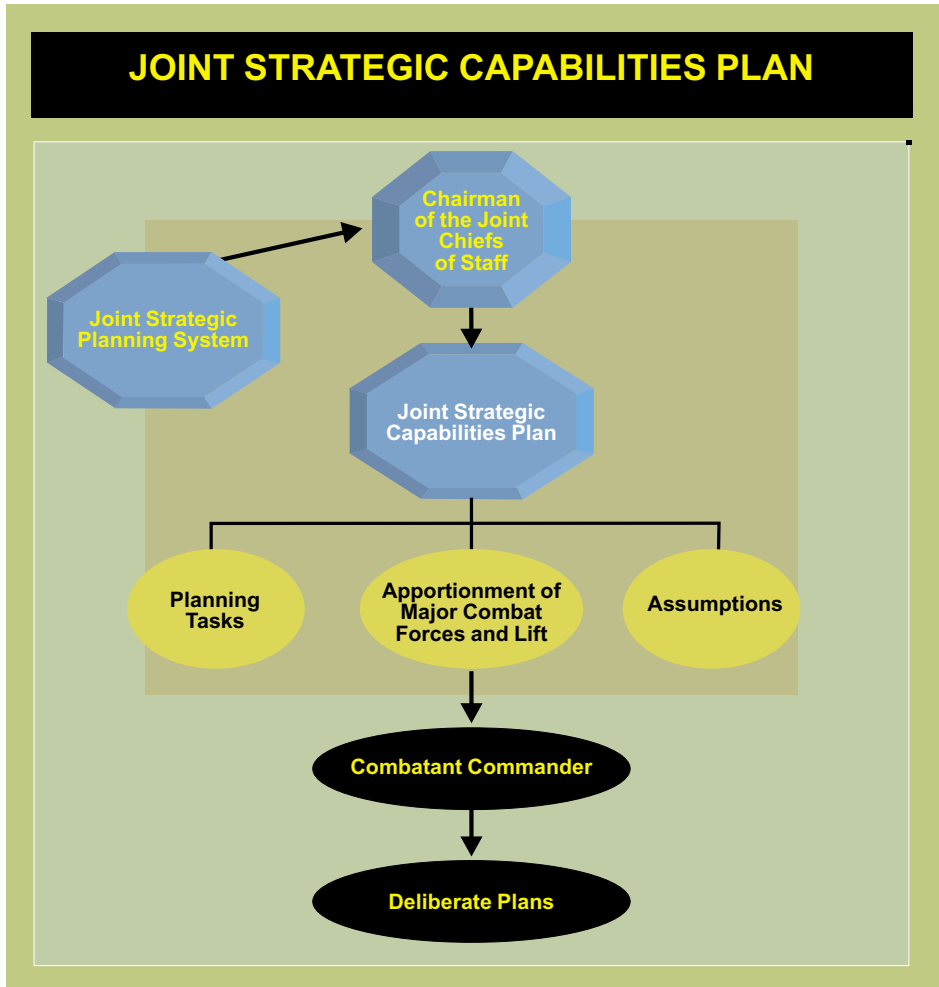 JOINT STRATEGIC CAPABILITIES PLAN
Chairman
of the Joint
Chiefs
of Staff
Joint Strategic
Planning System
Joint Strategic
Capabilities Plan
Planning
Tasks
Apportionment of
Major Combat
Forces and Lift
Assumptions
Combatant Commander
Deliberate Plans